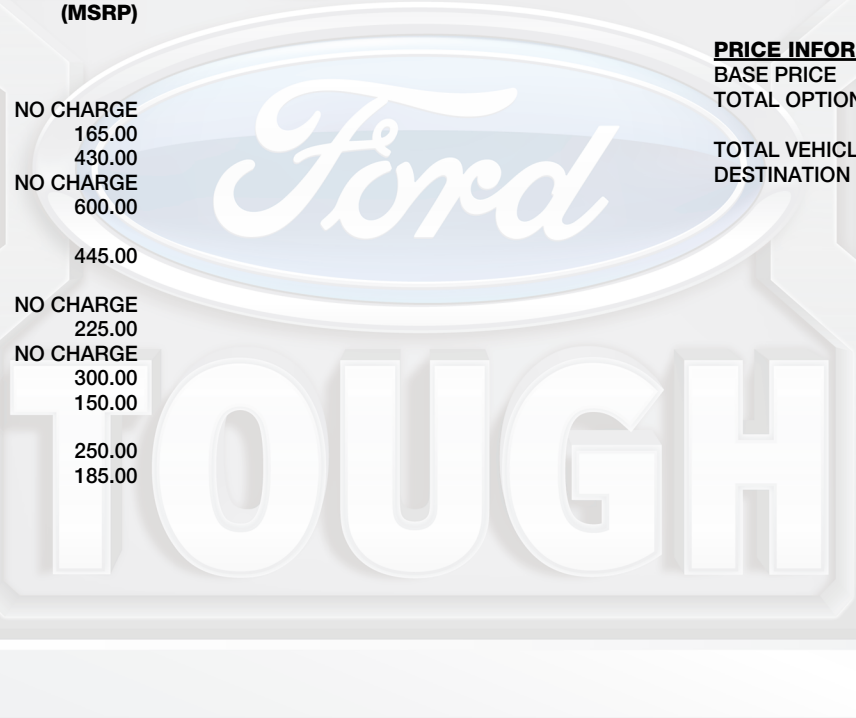 (MSRP)
NO CHARGE
165.00
430.00
NO CHARGE
600.00
445.00
NO CHARGE
225.00
NO CHARGE
300.00
150.00
250.00
185.00
PRICE INFOR
BASE PRICE
TOTAL OPTION
TOTAL VEHICL
DESTINATION
Ford
TOUGH